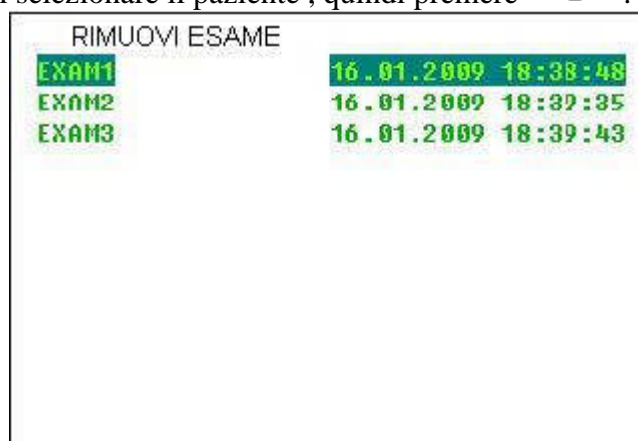 selezionare il paziente , quindi premere
RIMUOVI ESAME
EXAM1 16.01.2009 18:38:48
EXAM2 16.01.2009 18:39:35
EXAM3 16.01.2009 18:39:43